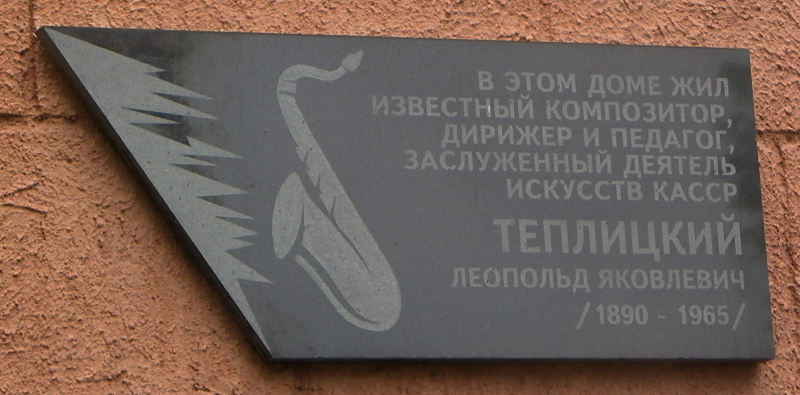 В ЭТОМ ДОМЕ ЖИЛ
ИЗВЕСТНЫЙ КОМПОЗИТОР,
ДИРИЖЕР И ПЕДАГОГ,
ЗАСЛУЖЕННЫЙ ДЕЯТЕЛЬ
ИСКУССТВ КАССР
ТЕПЛИЦКИЙ
ЛЕОПОЛЬД ЯКОВЛЕВИЧ
/1890 - 1965/